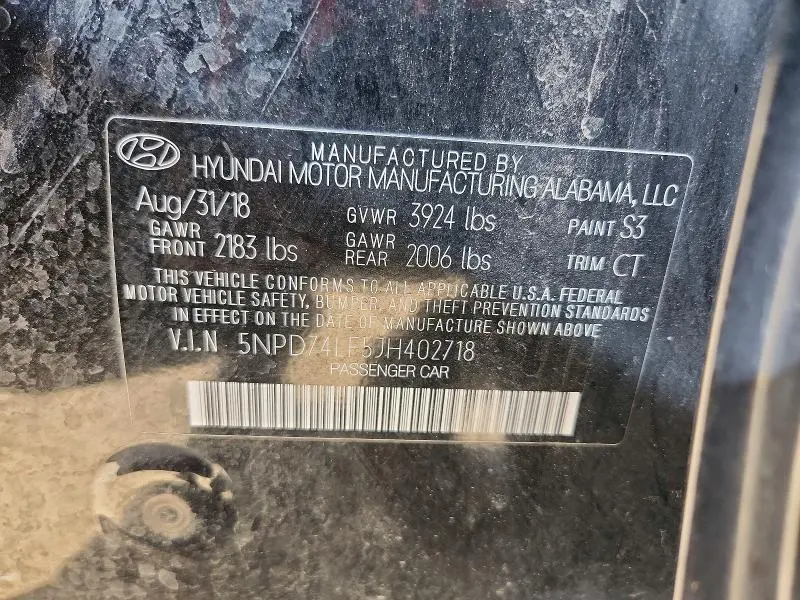 MANUFACTURED BY
HYUNDAI MOTOR MANUFACTURING ALABAMA, LLC
Aug/31/18 GVWR 3924 lbs PAINT S3
GAWR FRONT 2183 lbs GAWR REAR 2006 lbs TRIM CT
THIS VEHICLE CONFORMS TO ALL APPLICABLE U.S.A. FEDERAL
MOTOR VEHICLE SAFETY, BUMPER, AND THEFT PREVENTION STANDARDS
IN EFFECT ON THE DATE OF MANUFACTURE SHOWN ABOVE
V.I.N 5NPD74LF5JH402718
PASSENGER CAR